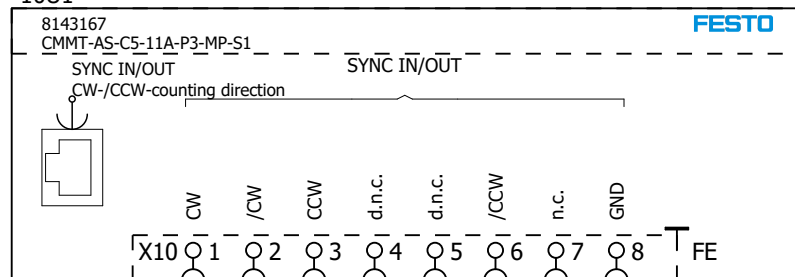 8143167
FESTO
CMMT-AS-C5-11A-P3-MP-S1
SYNC IN/OUT
SYNC IN/OUT
CW-/CCW-counting direction
CW /CW CCW d.n.c. d.n.c. /CCW n.c. GND
X10 1 2 3 4 5 6 7 8 FE